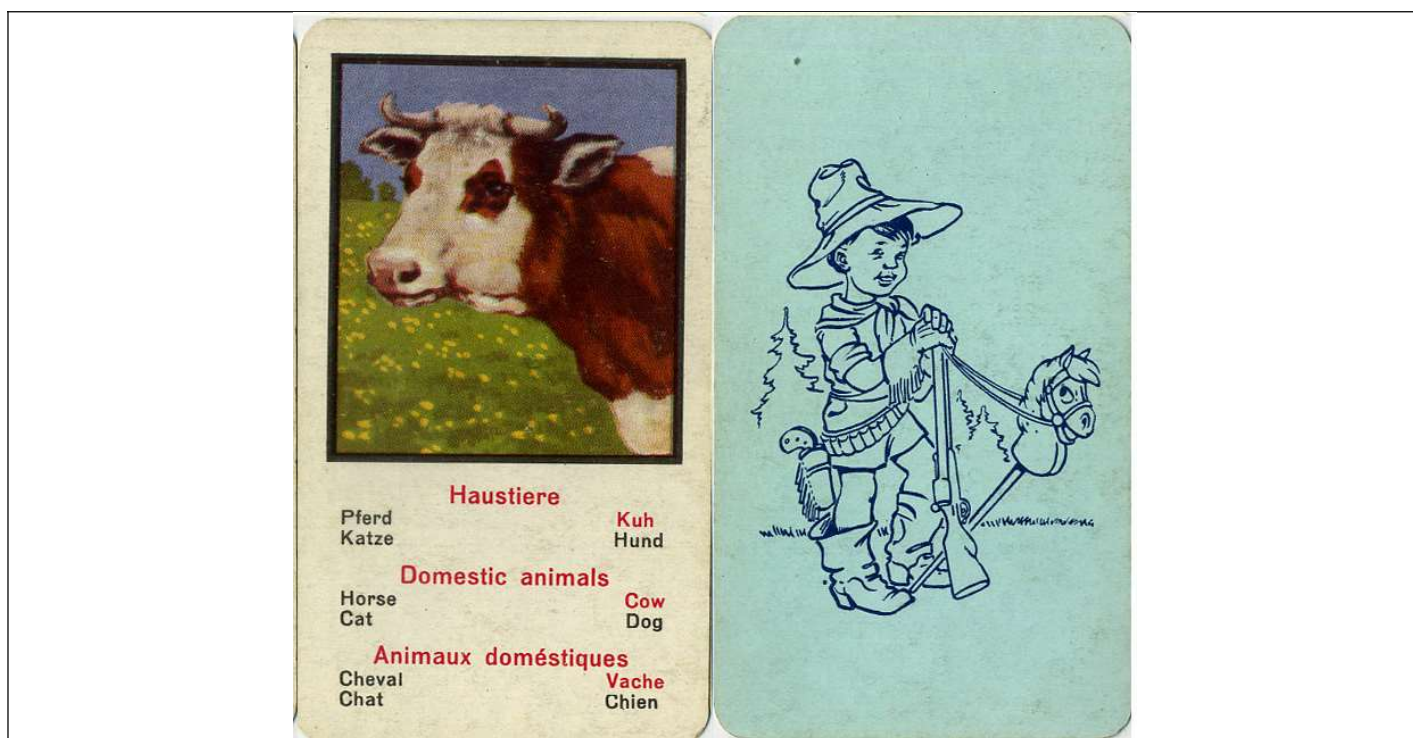 Haustiere
Pferd Kuh
Katze Hund
Domestic animals
Horse Cow
Cat Dog
Animaux doméstiques
Cheval Vache
Chat Chien